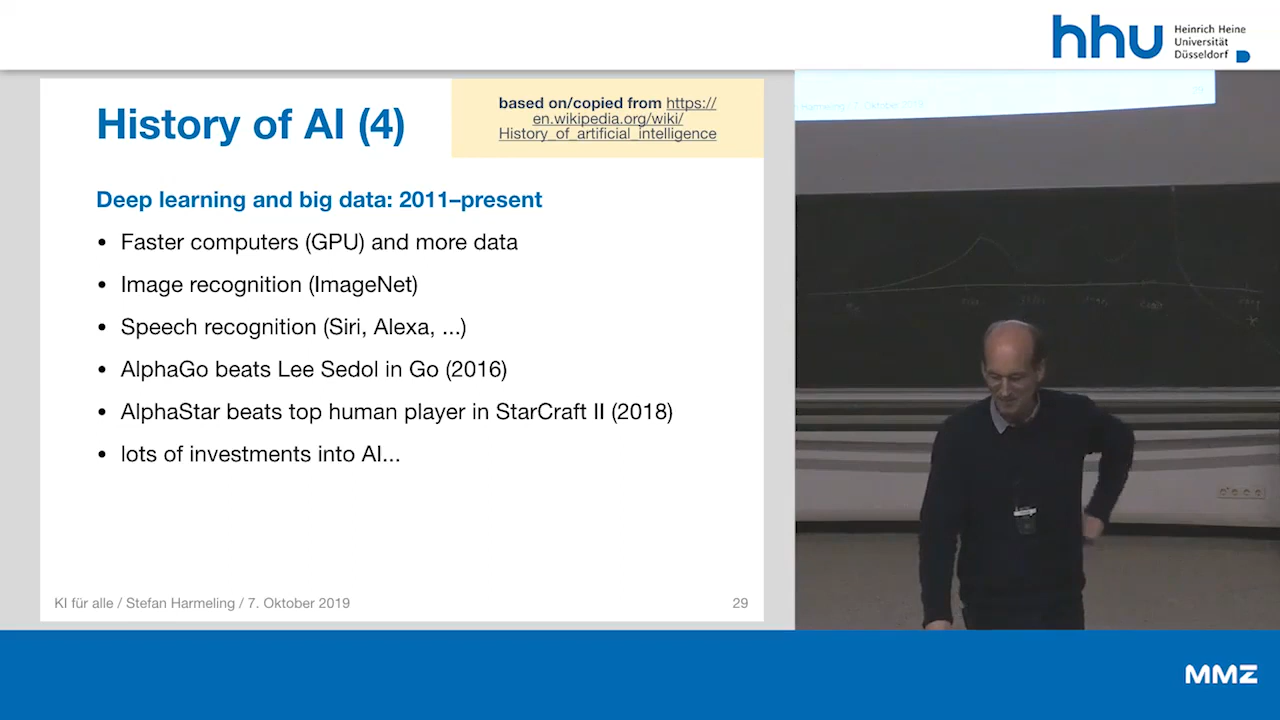 hhu
Heinrich Heine
Universität
Düsseldorf
History of AI (4)
based on/copied from https://
en.wikipedia.org/wiki/
History_of_artificial_intelligence
Deep learning and big data: 2011–present
• Faster computers (GPU) and more data
• Image recognition (ImageNet)
• Speech recognition (Siri, Alexa, ...)
• AlphaGo beats Lee Sedol in Go (2016)
• AlphaStar beats top human player in StarCraft II (2018)
• lots of investments into AI...
KI für alle / Stefan Harmeling / 7. Oktober 2019
29
MMZ